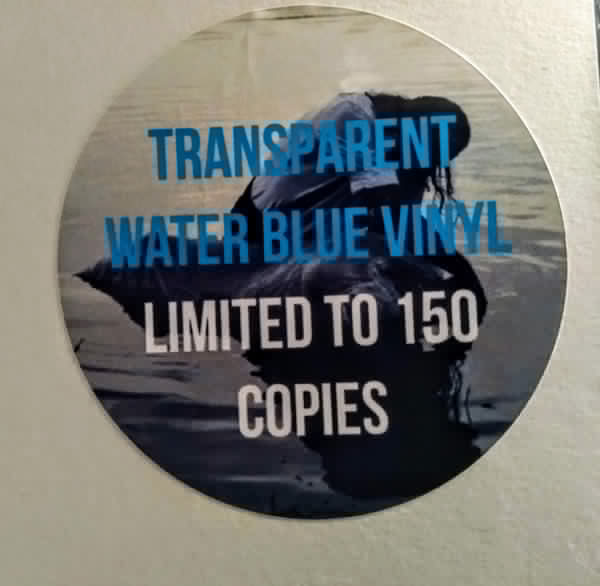 TRANSPARENT
WATER BLUE VINYL
LIMITED TO 150
COPIES